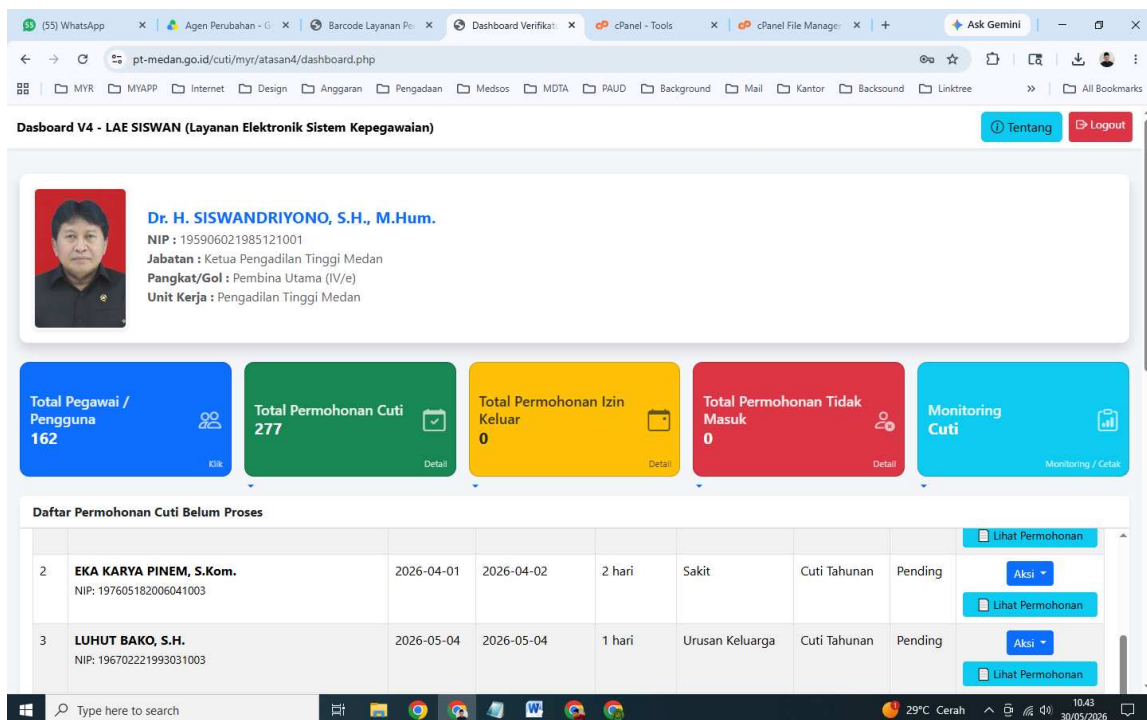 55 (55) WhatsApp
Agen Perubahan - G
Barcode Layanan Pe
Dashboard Verifikat
cPanel - Tools
cPanel File Manager
Ask Gemini
pt-medan.go.id/cuti/myr/atasan4/dashboard.php
MYR MYAPP Internet Design Anggaran Pengadaan Medsos MDTA PAUD Background Mail Kantor Backsound Linktree » All Bookmarks
Dasboard V4 - LAE SISWAN (Layanan Elektronik Sistem Kepegawaian)
Tentang
Logout
Dr. H. SISWANDRIYONO, S.H., M.Hum.
NIP : 195906021985121001
Jabatan : Ketua Pengadilan Tinggi Medan
Pangkat/Gol : Pembina Utama (IV/e)
Unit Kerja : Pengadilan Tinggi Medan
Total Pegawai /
Pengguna
162
Klik
Total Permohonan Cuti
277
Detail
Total Permohonan Izin
Keluar
0
Detail
Total Permohonan Tidak
Masuk
0
Detail
Monitoring
Cuti
Monitoring / Cetak
Daftar Permohonan Cuti Belum Proses
Lihat Permohonan
2 EKA KARYA PINEM, S.Kom. 2026-04-01 2026-04-02 2 hari Sakit Cuti Tahunan Pending Aksi
NIP: 197605182006041003
Lihat Permohonan
3 LUHUT BAKO, S.H. 2026-05-04 2026-05-04 1 hari Urusan Keluarga Cuti Tahunan Pending Aksi
NIP: 196702221993031003
Lihat Permohonan
Type here to search
29°C Cerah
10.43
30/05/2026